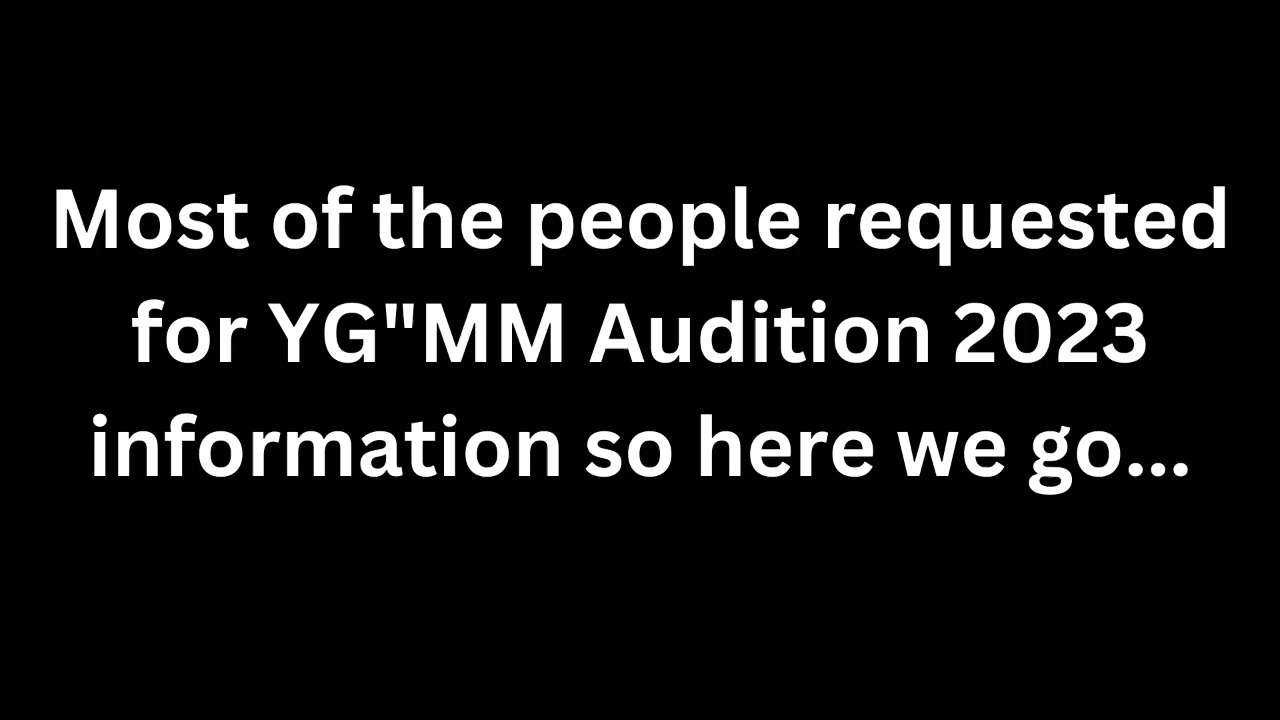 Most of the people requested
for YG"MM Audition 2023
information so here we go...